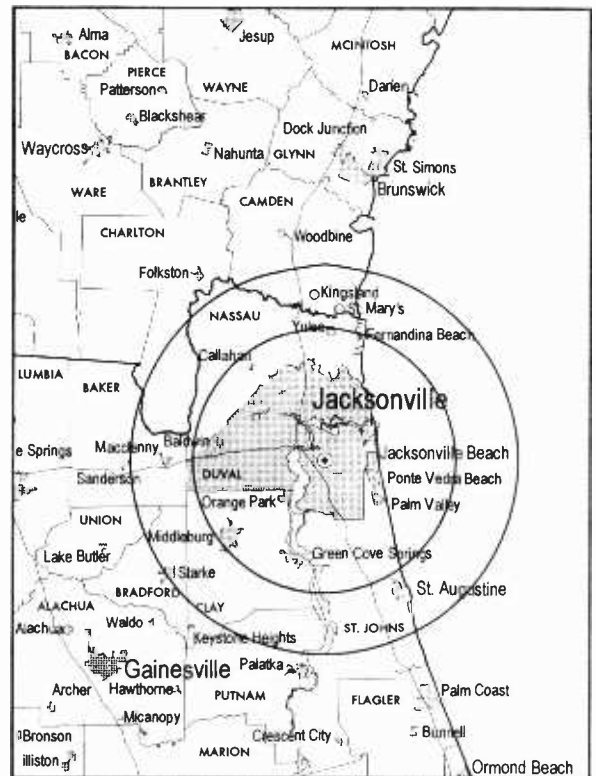 Alma
BACON
Jesup
MCINTOSH
PIERCE
Patterson
WAYNE
Darien
Blackshear
Dock Junction
Waycross
Nahunta
GLYNN
St. Simons
BRANTLEY
Brunswick
WARE
CAMDEN
le
CHARLTON
Woodbine
Folkston
Kingsland
St. Mary's
NASSAU
Yulee
Fernandina Beach
Callahan
LUMBIA
BAKER
Jacksonville
e Springs
Macclenny
Baldwin
Jacksonville Beach
Sanderson
DUVAL
Ponte Vedra Beach
Orange Park
Palm Valley
UNION
Middleburg
Lake Butler
Green Cove Springs
Starke
BRADFORD
St. Augustine
ALACHUA
CLAY
Waldo
Alachua
Keystone Heights
ST. JOHNS
Gainesville
Palatka
Archer
Hawthorne
PUTNAM
FLAGLER
Palm Coast
Micanopy
Bronson
Crescent City
Bunnell
illiston
MARION
Ormond Beach